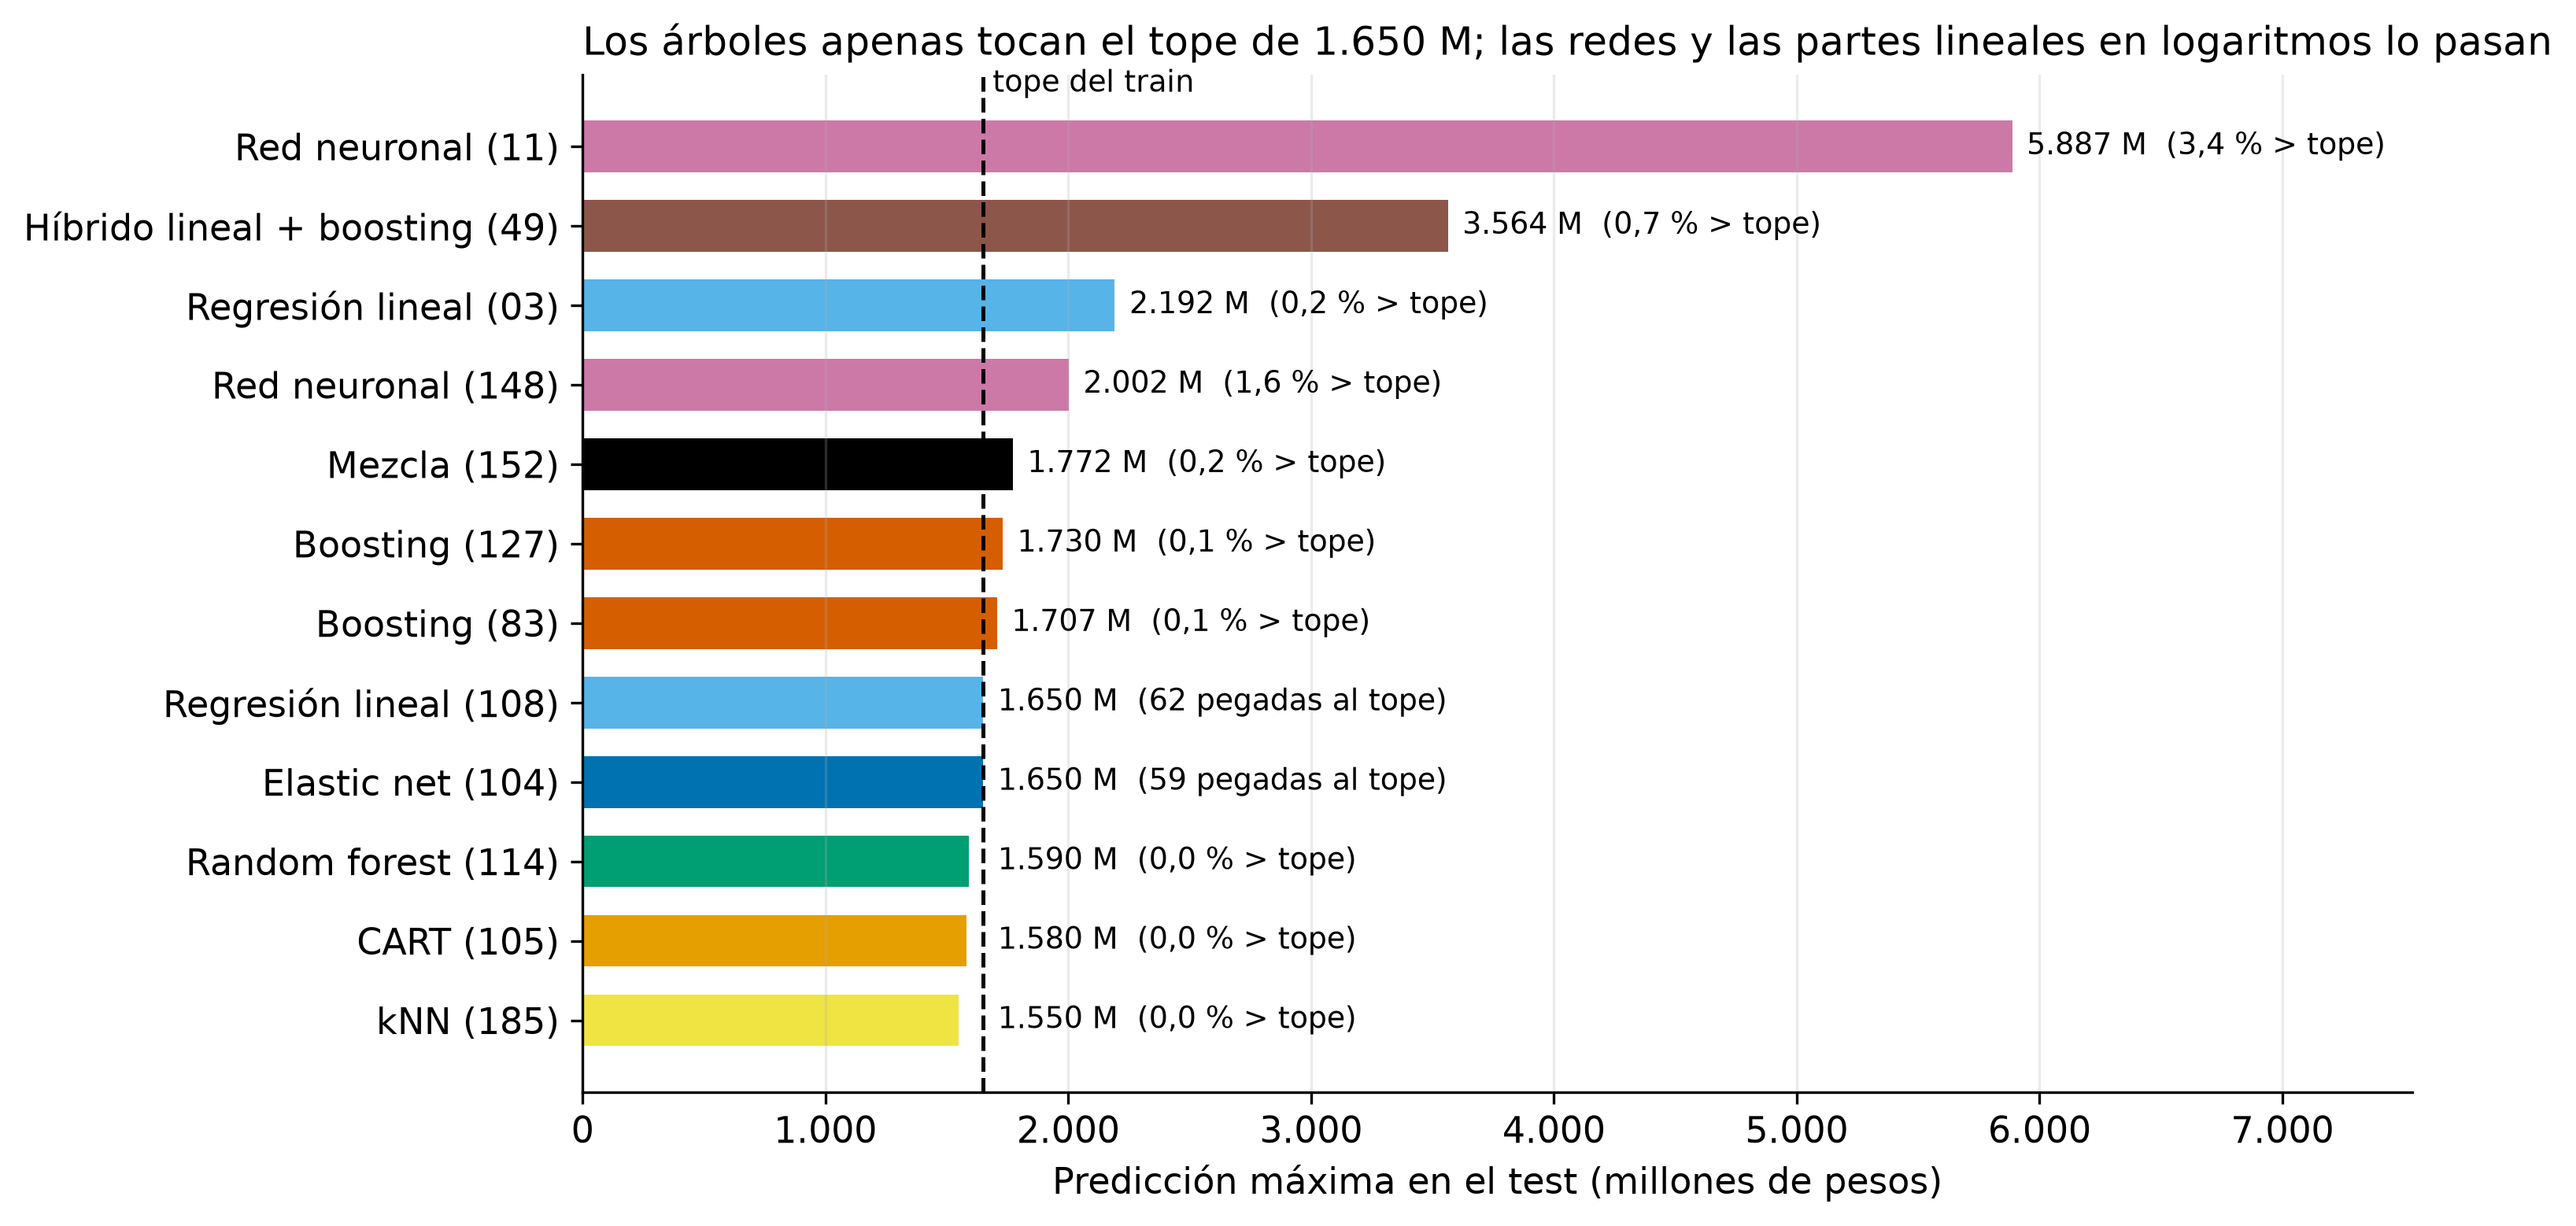 Los árboles apenas tocan el tope de 1.650 M; las redes y las partes lineales en logaritmos lo pasan
tope del train
Red neuronal (11) 5.887 M (3,4 % > tope)
Híbrido lineal + boosting (49) 3.564 M (0,7 % > tope)
Regresión lineal (03) 2.192 M (0,2 % > tope)
Red neuronal (148) 2.002 M (1,6 % > tope)
Mezcla (152) 1.772 M (0,2 % > tope)
Boosting (127) 1.730 M (0,1 % > tope)
Boosting (83) 1.707 M (0,1 % > tope)
Regresión lineal (108) 1.650 M (62 pegadas al tope)
Elastic net (104) 1.650 M (59 pegadas al tope)
Random forest (114) 1.590 M (0,0 % > tope)
CART (105) 1.580 M (0,0 % > tope)
kNN (185) 1.550 M (0,0 % > tope)
0 1.000 2.000 3.000 4.000 5.000 6.000 7.000
Predicción máxima en el test (millones de pesos)